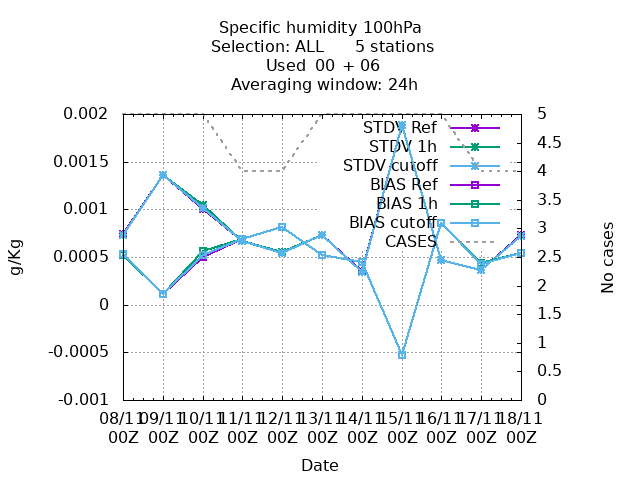 Specific humidity 100hPa
Selection: ALL 5 stations
Used 00 + 06
Averaging window: 24h
0.002
0.0015
0.001
0.0005
0
-0.0005
-0.001
g/Kg
5
4.5
4
3.5
3
2.5
2
1.5
1
0.5
0
No cases
STDV Ref
STDV 1h
STDV cutoff
BIAS Ref
BIAS 1h
BIAS cutoff
CASES
08/11 09/11 10/11 11/11 12/11 13/11 14/11 15/11 16/11 17/11 18/11
00Z 00Z 00Z 00Z 00Z 00Z 00Z 00Z 00Z 00Z 00Z
Date